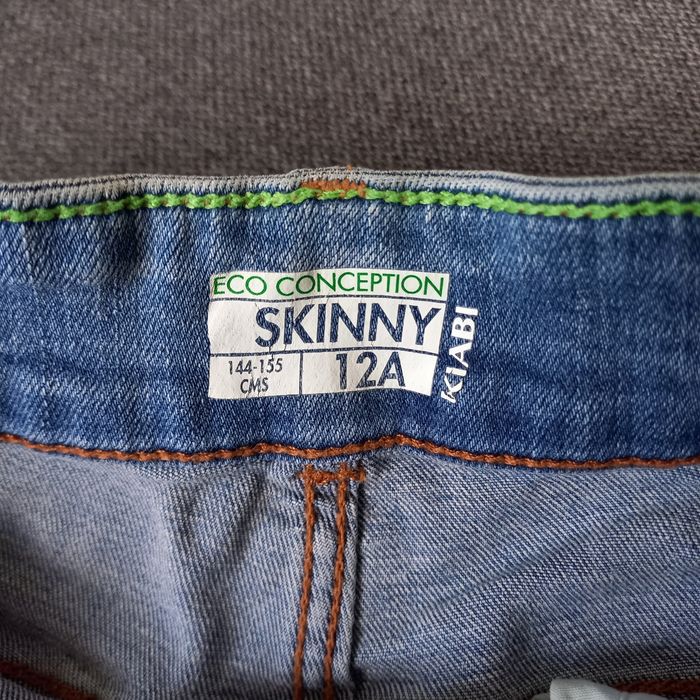 ECO CONCEPTION
SKINNY
144-155
CMS
12A
KIABI